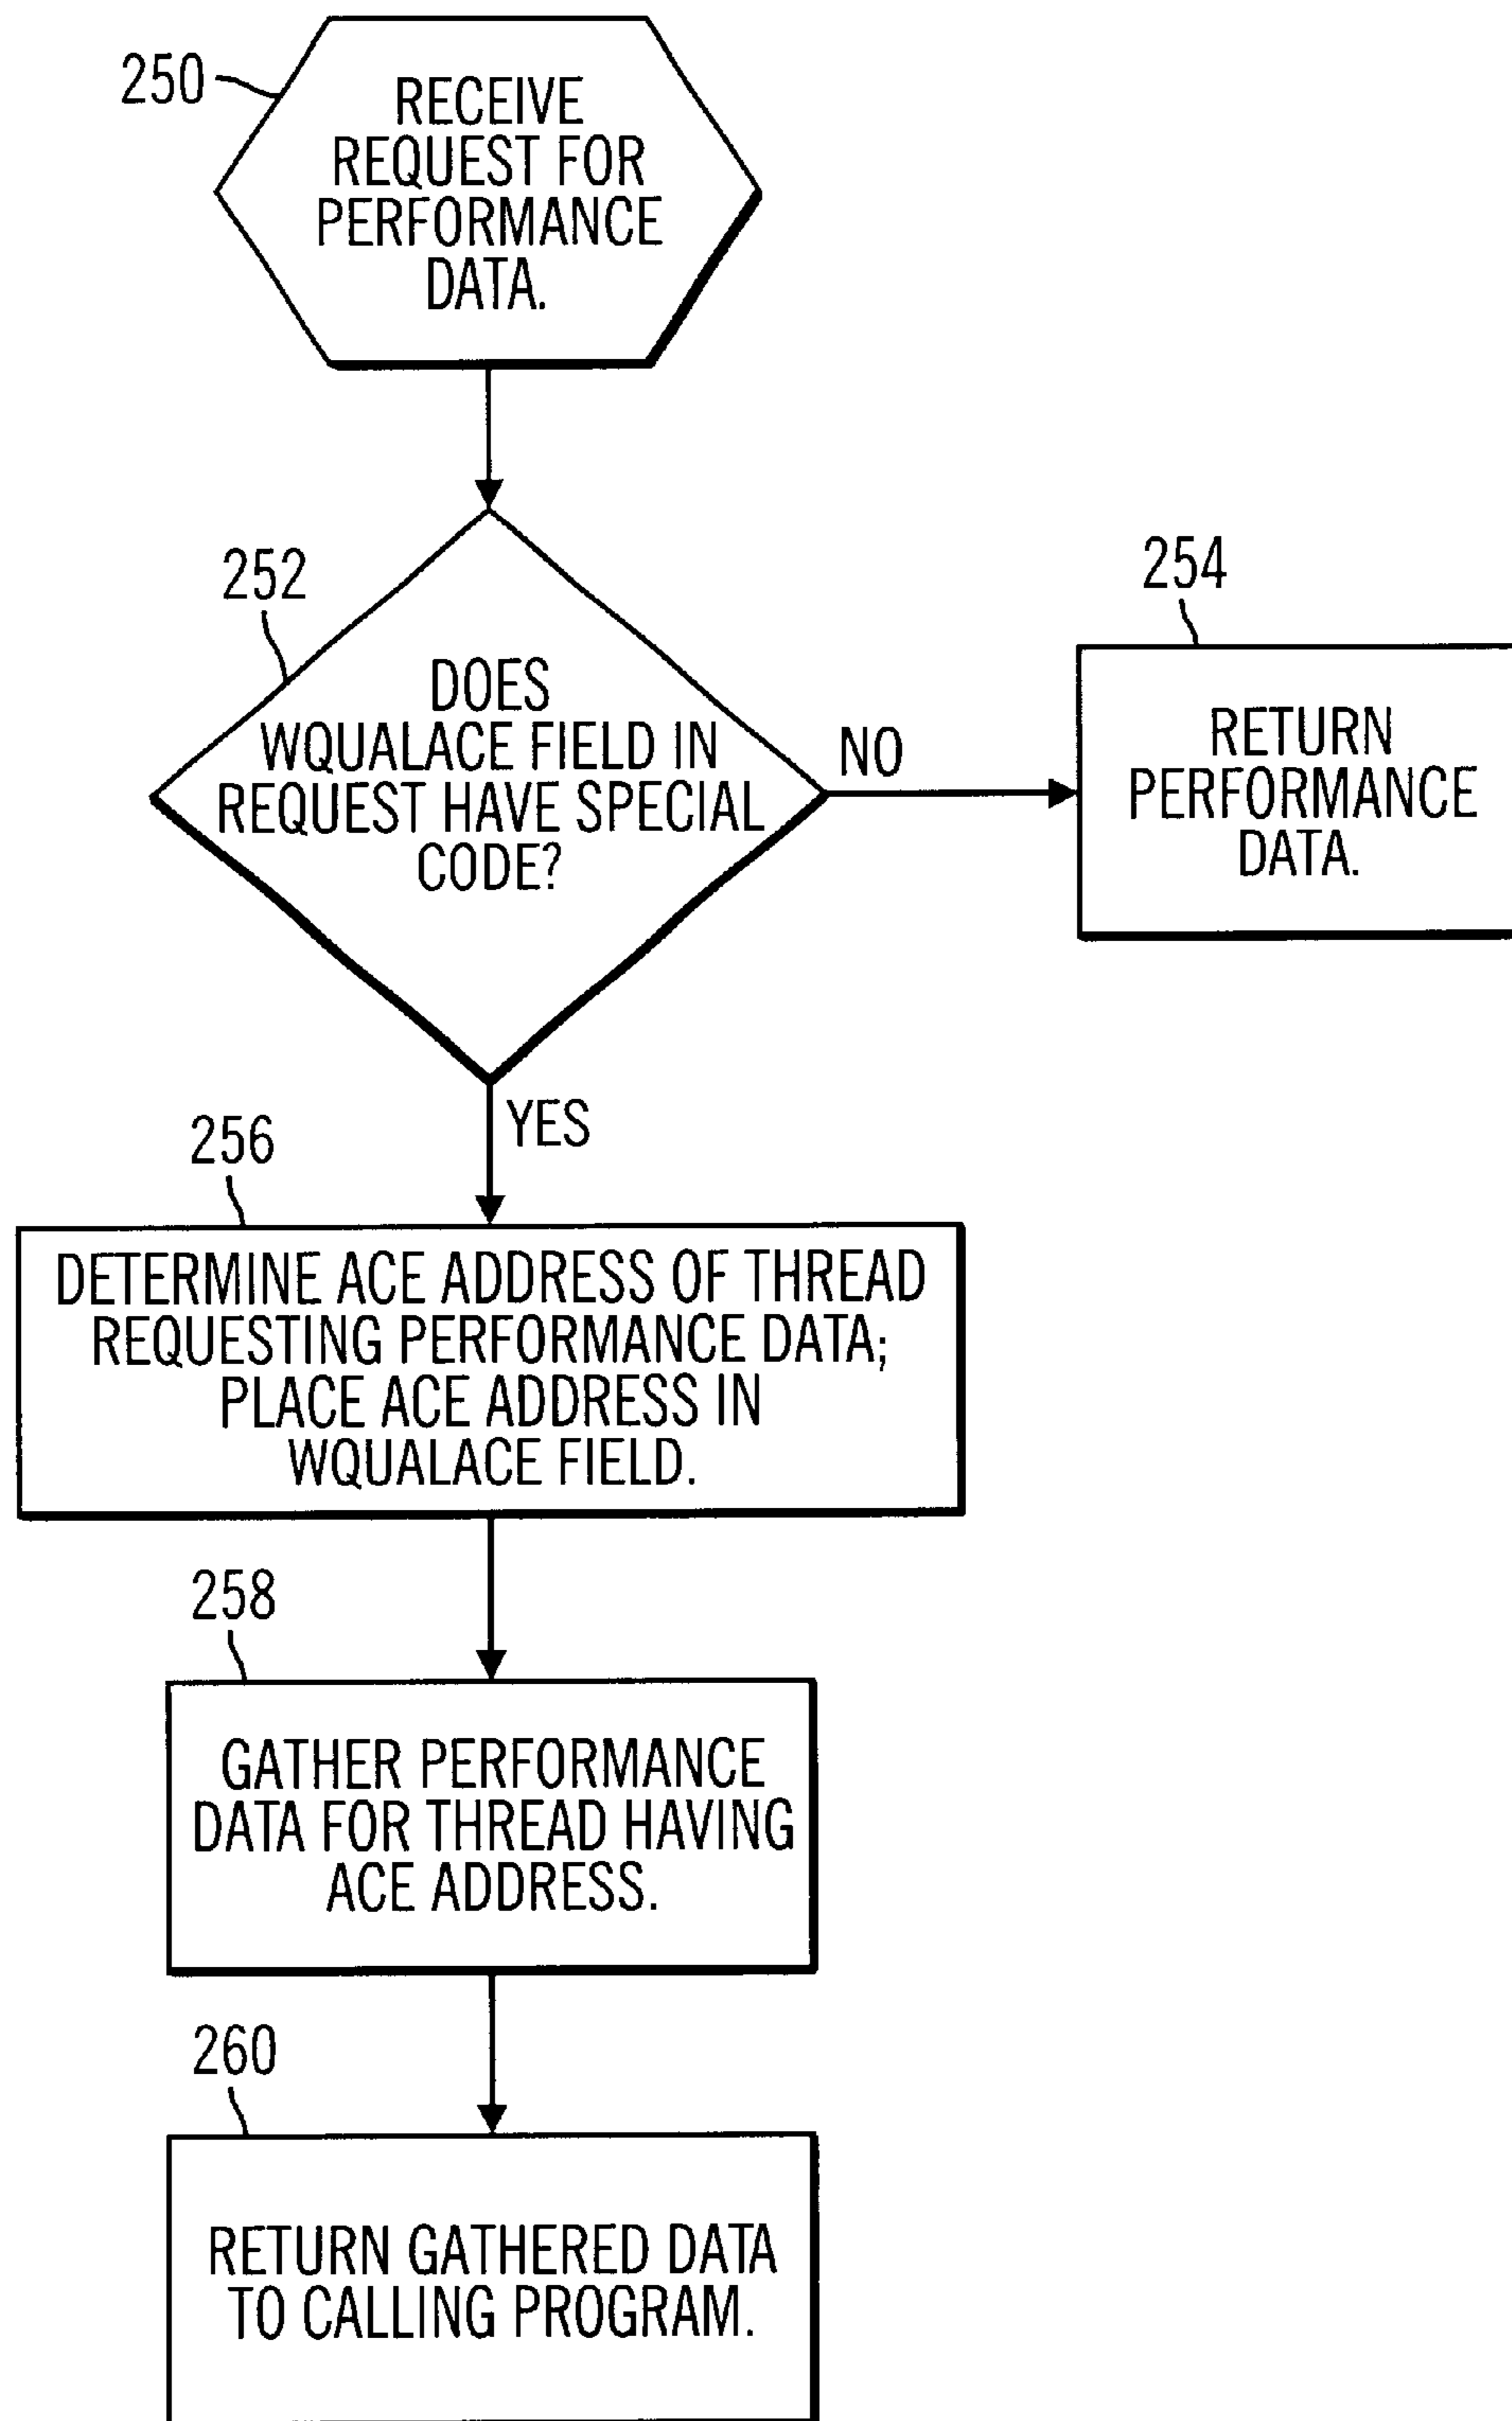 250
RECEIVE
REQUEST FOR
PERFORMANCE
DATA.
252
DOES
WQUALACE FIELD IN
REQUEST HAVE SPECIAL
CODE?
NO
254
RETURN
PERFORMANCE
DATA.
YES
256
DETERMINE ACE ADDRESS OF THREAD
REQUESTING PERFORMANCE DATA;
PLACE ACE ADDRESS IN
WQUALACE FIELD.
258
GATHER PERFORMANCE
DATA FOR THREAD HAVING
ACE ADDRESS.
260
RETURN GATHERED DATA
TO CALLING PROGRAM.